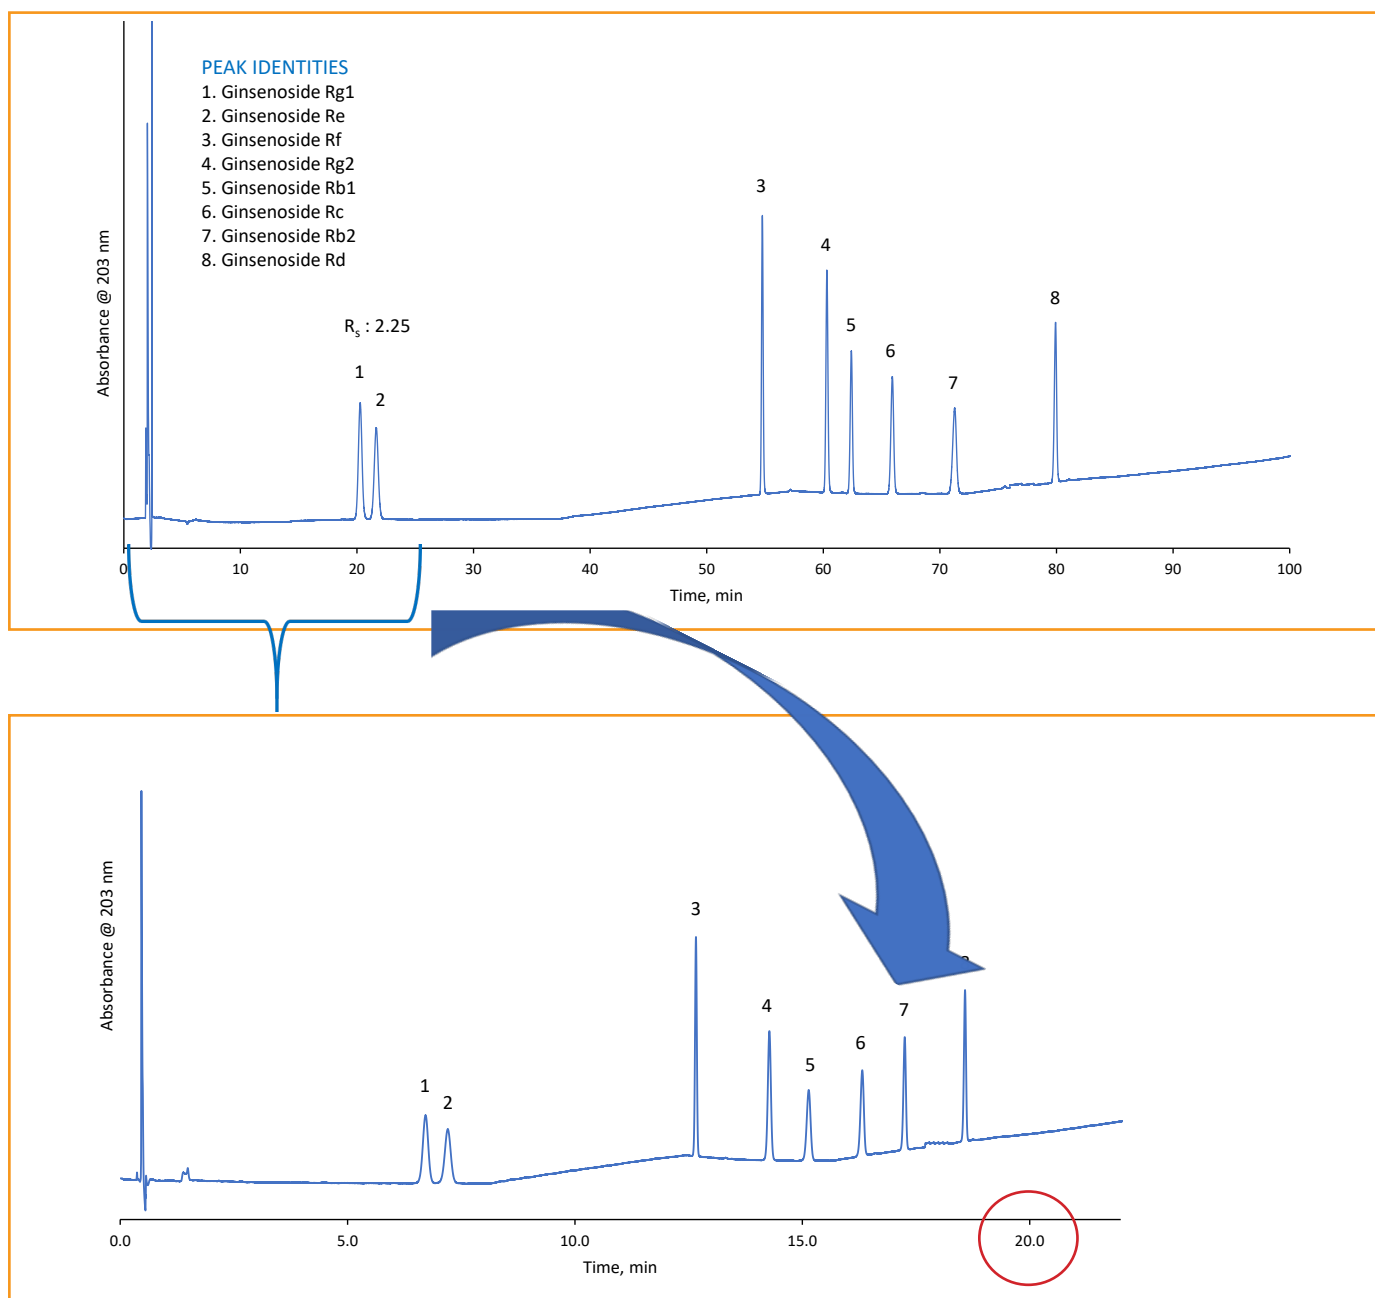 PEAK IDENTITIES
1. Ginsenoside Rg1
2. Ginsenoside Re
3. Ginsenoside Rf
4. Ginsenoside Rg2
5. Ginsenoside Rb1
6. Ginsenoside Rc
7. Ginsenoside Rb2
8. Ginsenoside Rd
Absorbance @ 203 nm
Rs : 2.25
1
2
3
4
5
6
7
8
0 10 20 30 40 50 60 70 80 90 100
Time, min
Absorbance @ 203 nm
1
2
3
4
5
6
7
0.0 5.0 10.0 15.0 20.0
Time, min